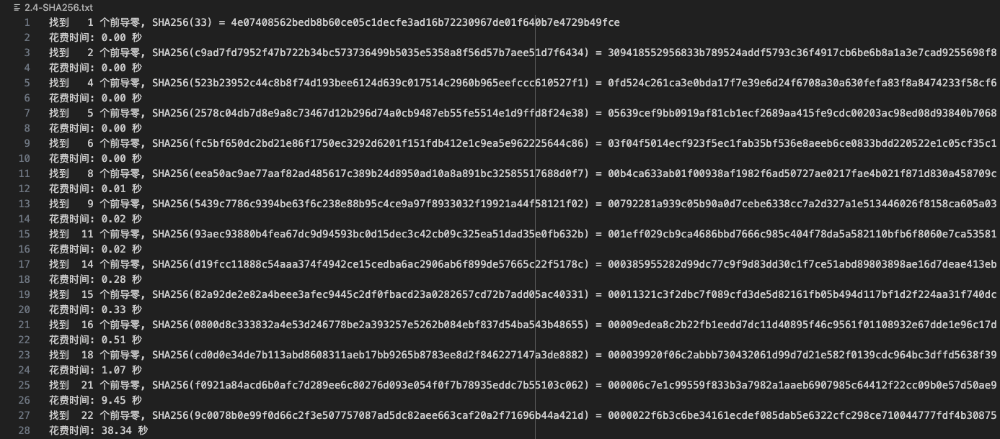 2.4-SHA256.txt
1 找到 1 个前导零, SHA256(33) = 4e07408562bedb8b60ce05c1decfe3ad16b72230967de01f640b7e4729b49fce
2 花费时间: 0.00 秒
3 找到 2 个前导零, SHA256(c9ad7fd7952f47b722b34bc573736499b5035e5358a8f56d57b7aee51d7f6434) = 309418552956833b789524addf5793c36f4917cb6be6b8a1a3e7cad9255698f8
4 花费时间: 0.00 秒
5 找到 4 个前导零, SHA256(523b23952c44c8b8f74d193bee6124d639c017514c2960b965eefccc610527f1) = 0fd524c261ca3e0bda17f7e39e6d24f6708a30a630fefa83f8a8474233f58cf6
6 花费时间: 0.00 秒
7 找到 5 个前导零, SHA256(2578c04db7d8e9a8c73467d12b296d74a0cb9487eb55fe5514e1d9ffd8f24e38) = 05639cef9bb0919af81cb1ecf2689aa415fe9cdc00203ac98ed08d93840b7068
8 花费时间: 0.00 秒
9 找到 6 个前导零, SHA256(fc5bf650dc2bd21e86f1750ec3292d6201f151fdb412e1c9ea5e962225644c86) = 03f04f5014ecf923f5ec1fab35bf536e8aeeb6ce0833bdd220522e1c05cf35c1
10 花费时间: 0.00 秒
11 找到 8 个前导零, SHA256(eea50ac9ae77aaf82ad485617c389b24d8950ad10a8a891bc32585517688d0f7) = 00b4ca633ab01f00938af1982f6ad50727ae0217fae4b021f871d830a458709c
12 花费时间: 0.01 秒
13 找到 9 个前导零, SHA256(5439c7786c9394be63f6c238e88b95c4ce9a97f8933032f19921a44f58121f02) = 00792281a939c05b90a0d7cebe6338cc7a2d327a1e513446026f8158ca605a03
14 花费时间: 0.02 秒
15 找到 11 个前导零, SHA256(93aec93880b4fea67dc9d94593bc0d15dec3c42cb09c325ea51dad35e0fb632b) = 001eff029cb9ca4686bbd7666c985c404f78da5a582110bfb6f8060e7ca53581
16 花费时间: 0.02 秒
17 找到 14 个前导零, SHA256(d19fcc11888c54aaa374f4942ce15cedba6ac2906ab6f899de57665c22f5178c) = 000385955282d99dc77c9f9d83dd30c1f7ce51abd89803898ae16d7deae413eb
18 花费时间: 0.28 秒
19 找到 15 个前导零, SHA256(82a92de2e82a4beee3afec9445c2df0fbacd23a0282657cd72b7add05ac40331) = 00011321c3f2dbc7f089cfd3de5d82161fb05b494d117bf1d2f224aa31f740dc
20 花费时间: 0.33 秒
21 找到 16 个前导零, SHA256(0800d8c333832a4e53d246778be2a393257e5262b084ebf837d54ba543b48655) = 00009edea8c2b22fb1eedd7dc11d40895f46c9561f01108932e67dde1e96c17d
22 花费时间: 0.51 秒
23 找到 18 个前导零, SHA256(cd0d0e34de7b113abd8608311aeb17bb9265b8783ee8d2f846227147a3de8882) = 000039920f06c2abbb730432061d99d7d21e582f0139cdc964bc3dffd5638f39
24 花费时间: 1.07 秒
25 找到 21 个前导零, SHA256(f0921a84acd6b0afc7d289ee6c80276d093e054f0f7b78935eddc7b55103c062) = 000006c7e1c99559f833b3a7982a1aaeb6907985c64412f22cc09b0e57d50ae9
26 花费时间: 9.45 秒
27 找到 22 个前导零, SHA256(9c0078b0e99f0d66c2f3e507757087ad5dc82aee663caf20a2f71696b44a421d) = 0000022f6b3c6be34161ecdef085dab5e6322cfc298ce710044777fdf4b30875
28 花费时间: 38.34 秒